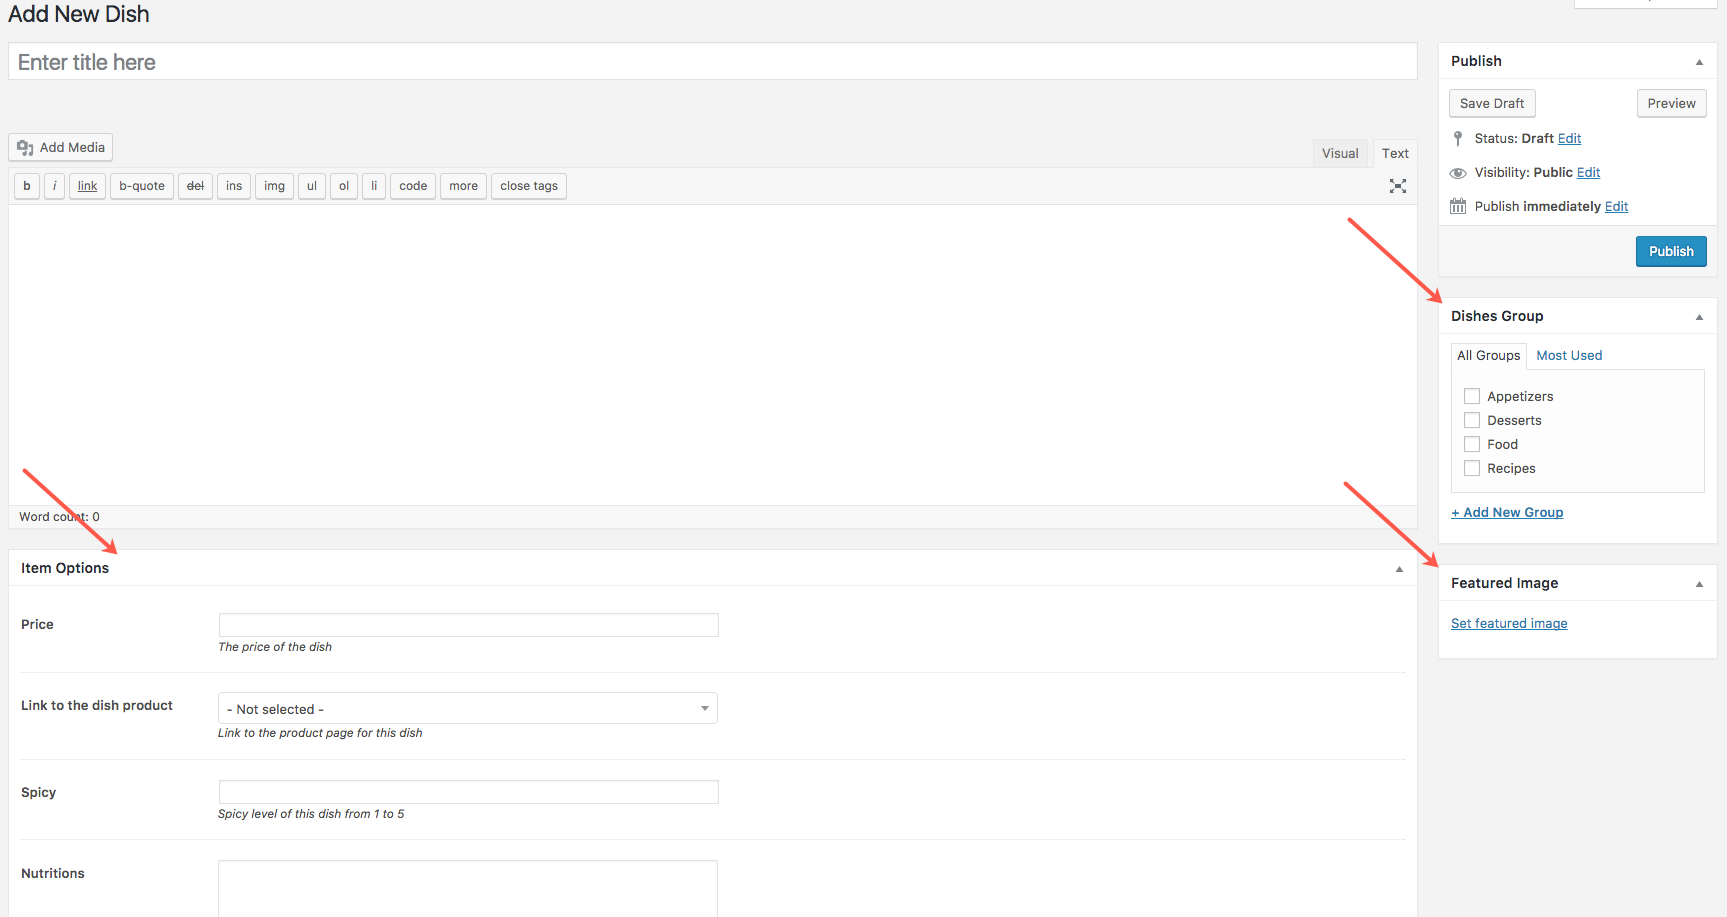 Add New Dish
Enter title here
Add Media
Visual Text
b i link b-quote del ins img ul ol li code more close tags
Word count: 0
Item Options
Price
The price of the dish
Link to the dish product
- Not selected -
Link to the product page for this dish
Spicy
Spicy level of this dish from 1 to 5
Nutritions
Publish
Save Draft Preview
Status: Draft Edit
Visibility: Public Edit
Publish immediately Edit
Publish
Dishes Group
All Groups Most Used
Appetizers
Desserts
Food
Recipes
+ Add New Group
Featured Image
Set featured image